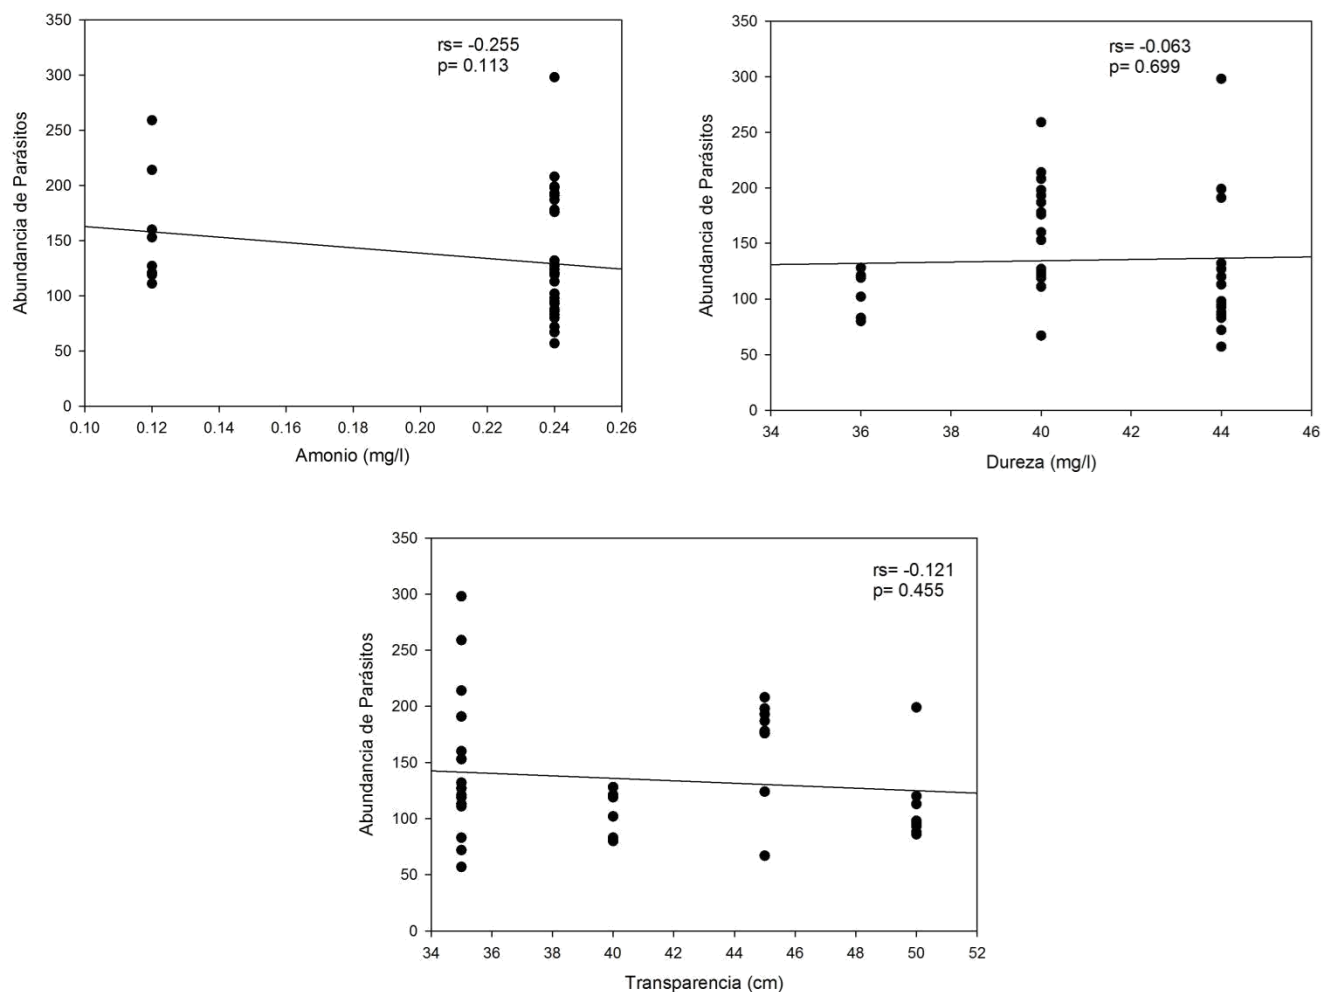 rs= -0.255
p= 0.113
Abundancia de Parásitos
350
300
250
200
150
100
50
0
0.10 0.12 0.14 0.16 0.18 0.20 0.22 0.24 0.26
Amonio (mg/l)
rs= -0.063
p= 0.699
Abundancia de Parásitos
350
300
250
200
150
100
50
0
34 36 38 40 42 44 46
Dureza (mg/l)
rs= -0.121
p= 0.455
Abundancia de Parásitos
350
300
250
200
150
100
50
0
34 36 38 40 42 44 46 48 50 52
Transparencia (cm)